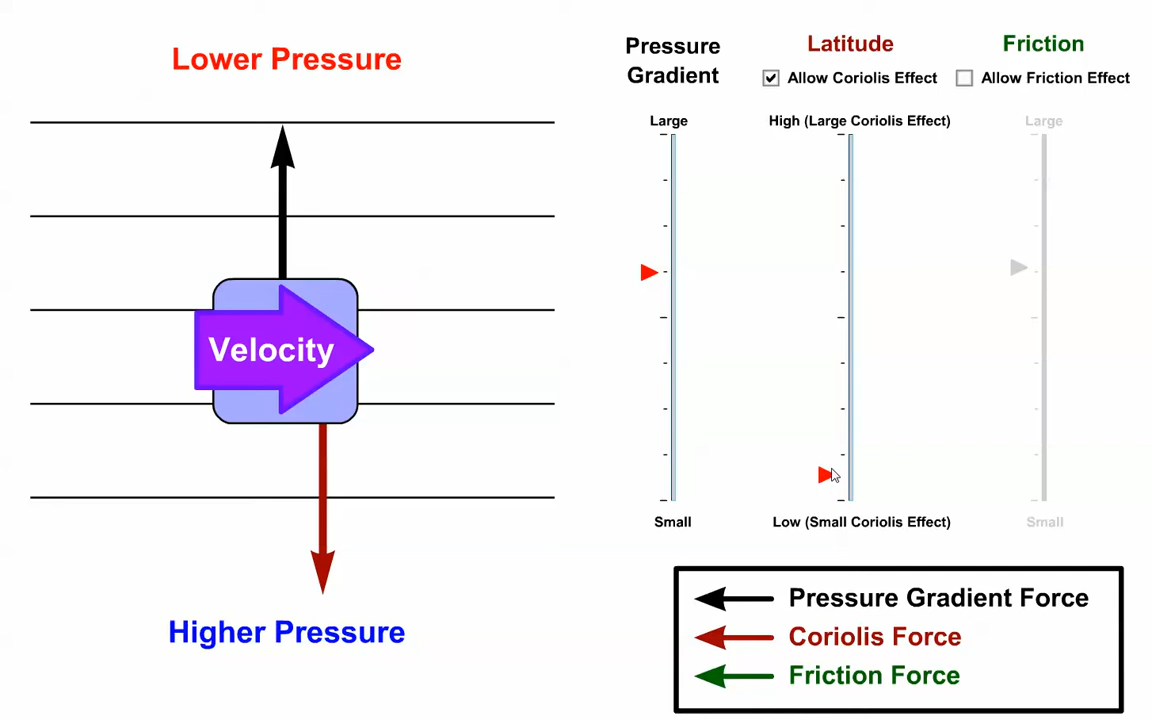 Lower Pressure
Velocity
Higher Pressure
Pressure
Gradient
Large
Small
Latitude
Allow Coriolis Effect
High (Large Coriolis Effect)
Low (Small Coriolis Effect)
Friction
Allow Friction Effect
Large
Small
Pressure Gradient Force
Coriolis Force
Friction Force